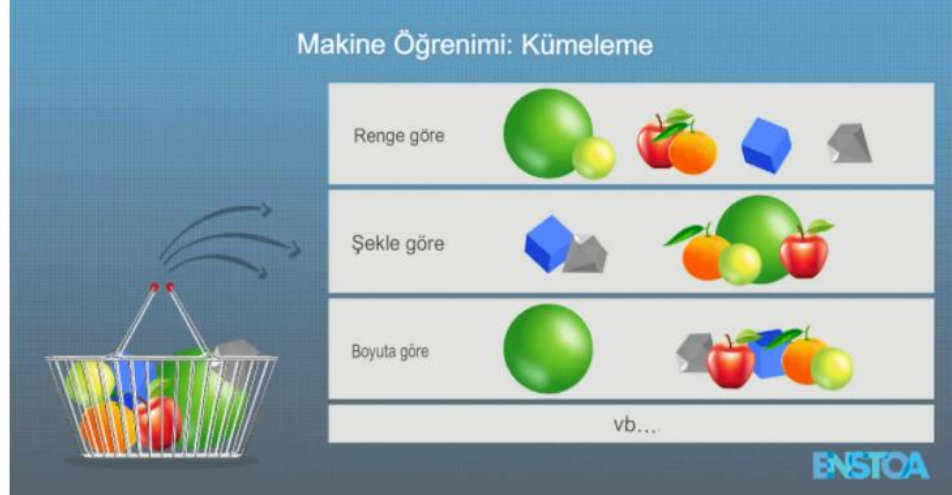 Makine Öğrenimi: Kümeleme
Renge göre
Şekle göre
Boyuta göre
vb...
ENSTOA